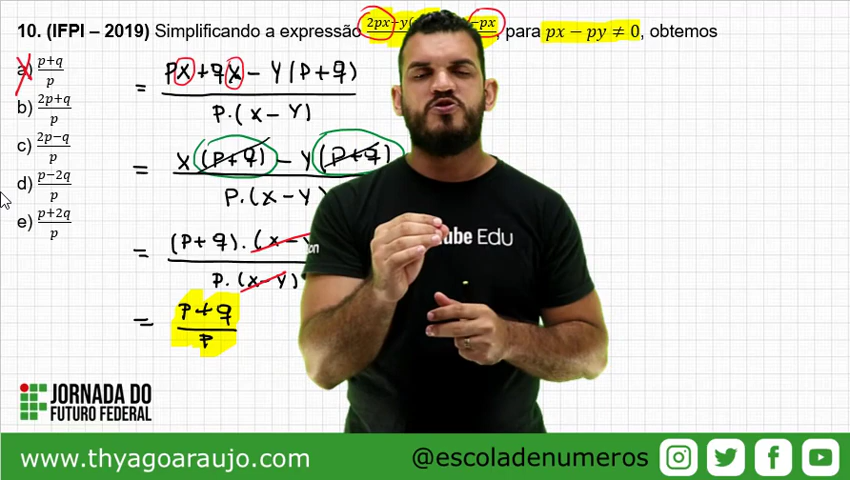 10. (IFPI – 2019) Simplificando a expressão 2px−y( −px, para px − py ≠ 0, obtemos
a) p+q/p
b) 2p+q/p
c) 2p−q/p
d) p−2q/p
e) p+2q/p
= Px+qx−Y(P+q)
P.(x−Y)
= x(P+q)−Y(P+q)
P.(x−Y)
= (P+q).(x−Y
P.(x−Y)
= P+q
P
Tube Edu
JORNADA DO
FUTURO FEDERAL
www.thyagoaraujo.com @escoladenumeros